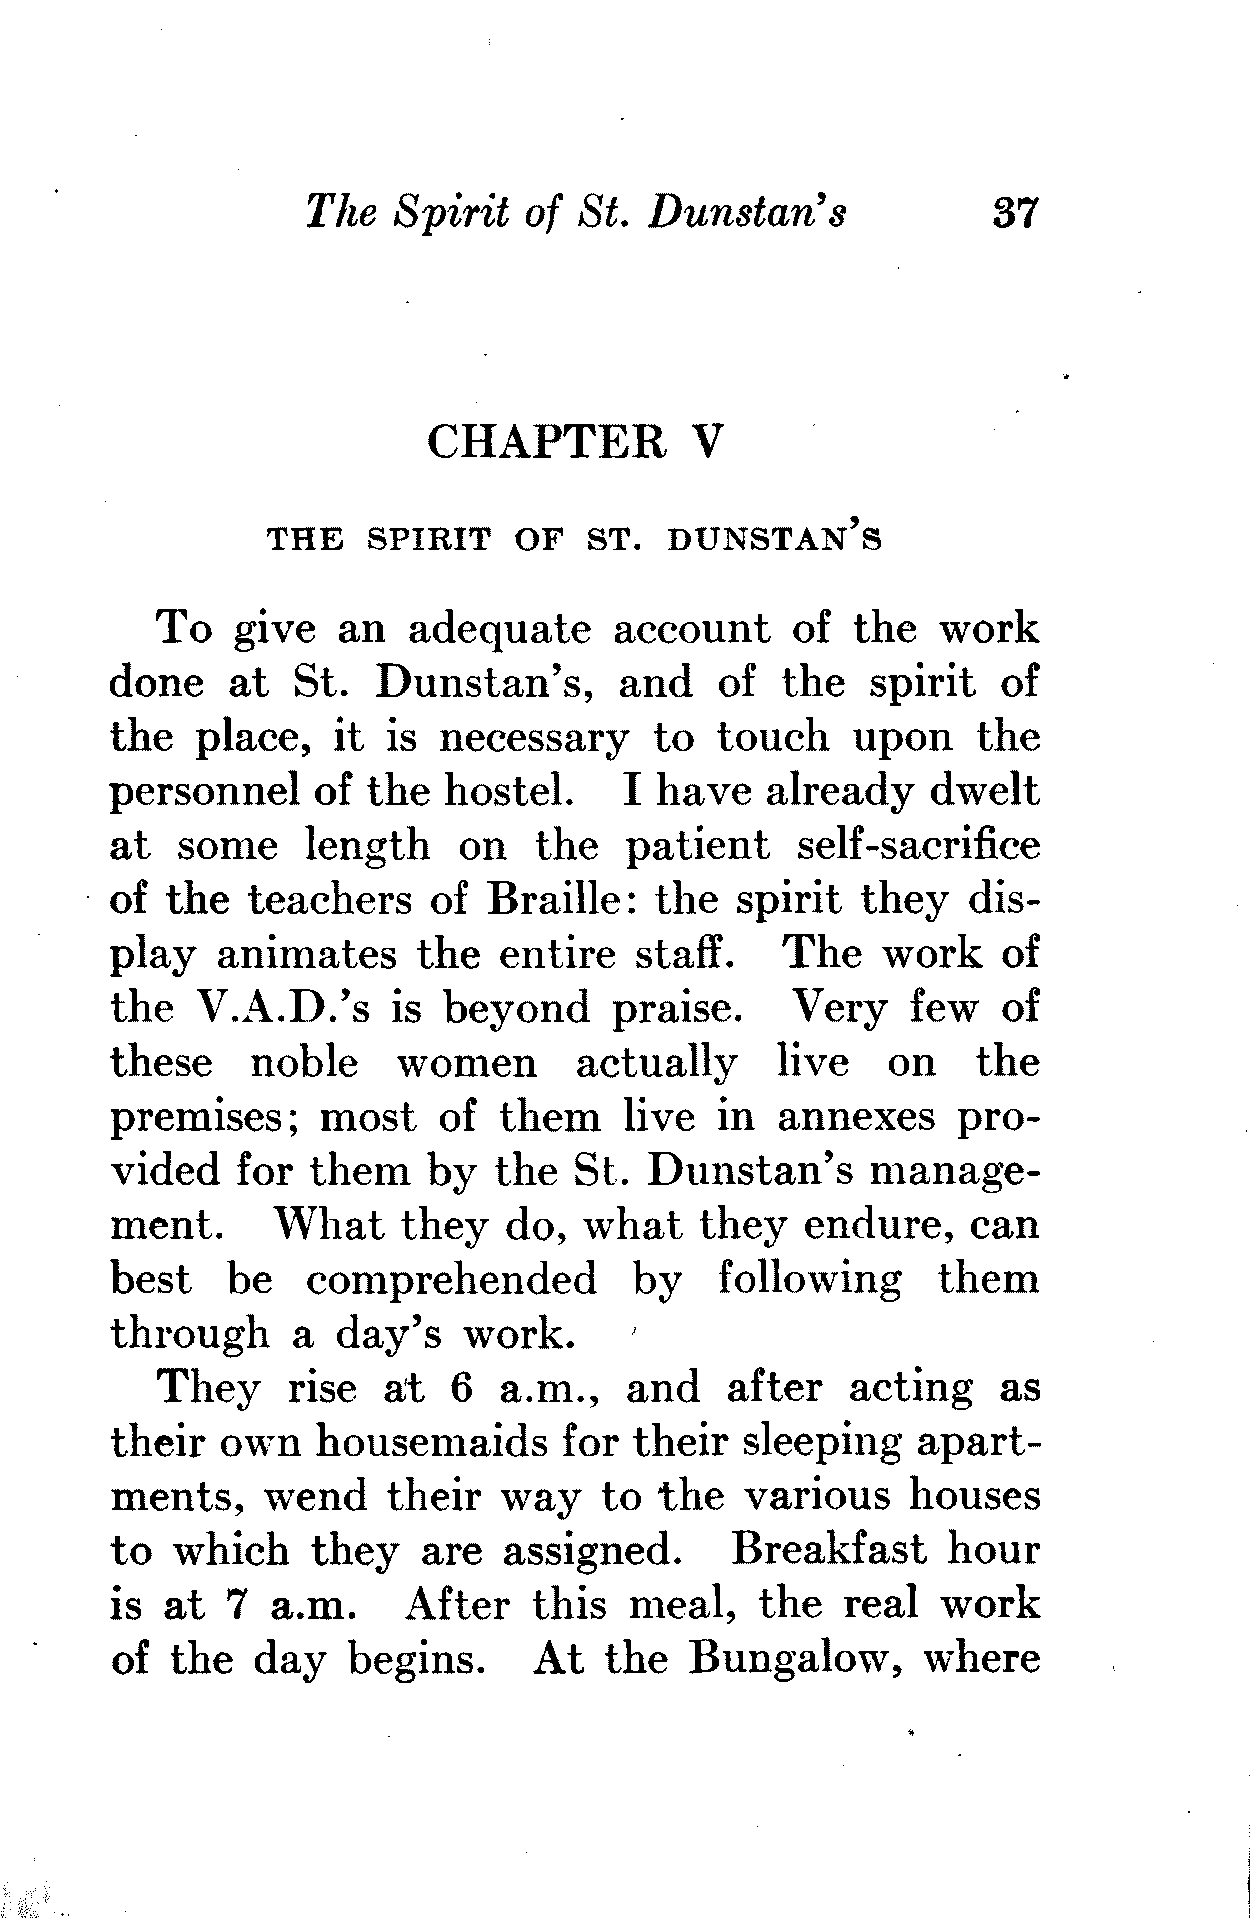 The Spirit of St. Dunstan's 37
CHAPTER V
THE SPIRIT OF ST. DUNSTAN'S
To give an adequate account of the work
done at St. Dunstan's, and of the spirit of
the place, it is necessary to touch upon the
personnel of the hostel. I have already dwelt
at some length on the patient self-sacrifice
of the teachers of Braille: the spirit they dis-
play animates the entire staff. The work of
the V.A.D.'s is beyond praise. Very few of
these noble women actually live on the
premises; most of them live in annexes pro-
vided for them by the St. Dunstan's manage-
ment. What they do, what they endure, can
best be comprehended by following them
through a day's work.
They rise at 6 a.m., and after acting as
their own housemaids for their sleeping apart-
ments, wend their way to the various houses
to which they are assigned. Breakfast hour
is at 7 a.m. After this meal, the real work
of the day begins. At the Bungalow, where